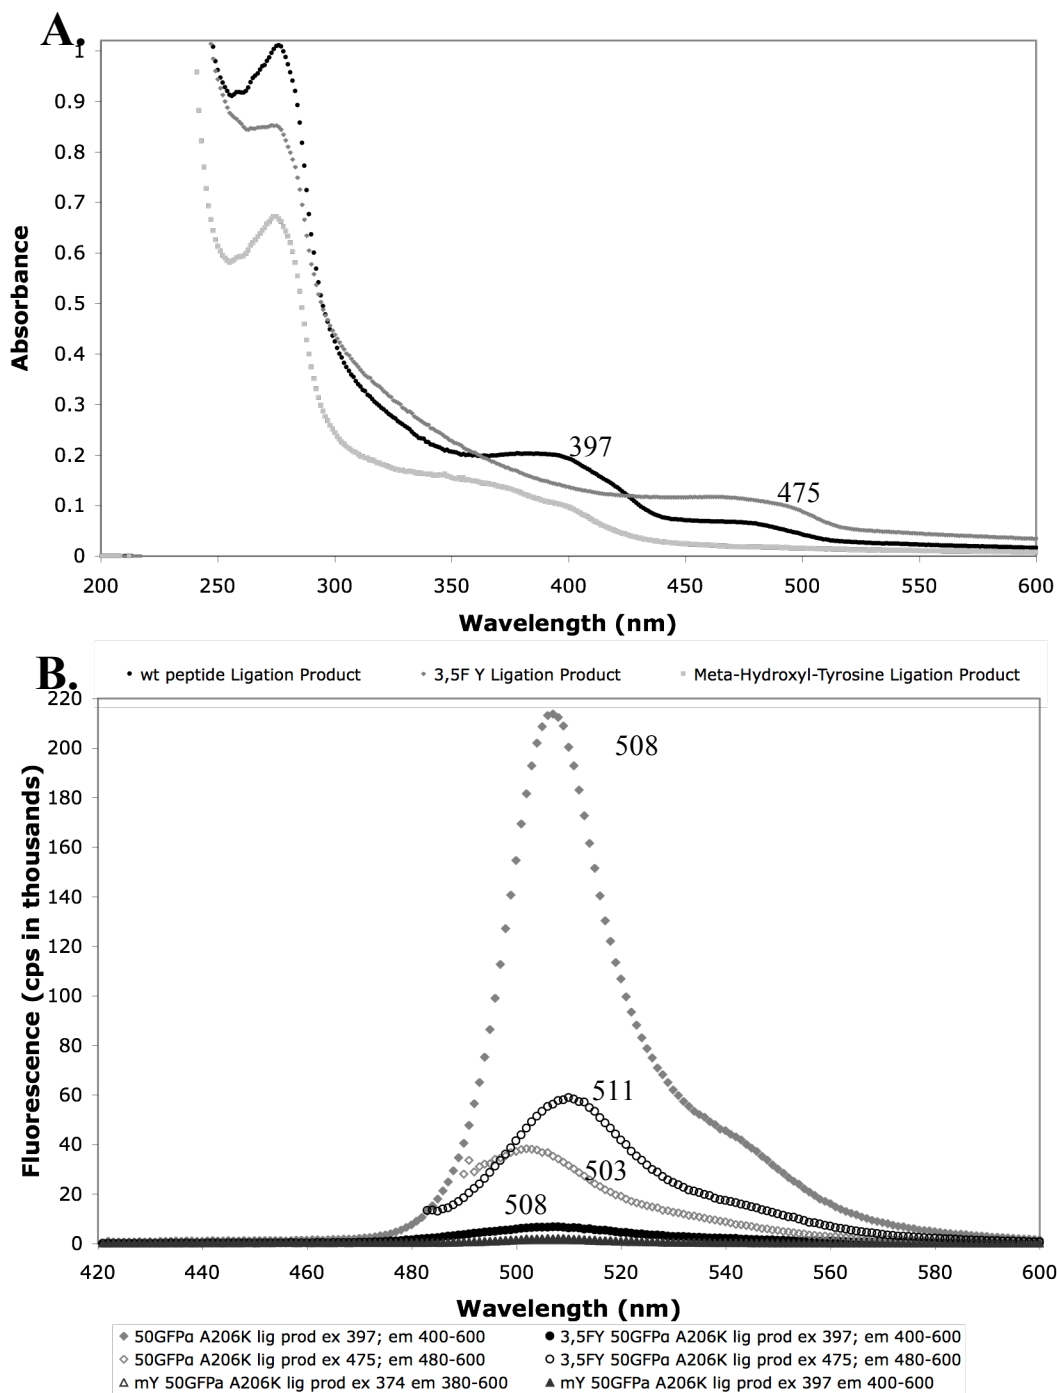 A.
1
0.9
0.8
0.7
0.6
0.5
0.4
0.3
0.2
0.1
0
Absorbance
397
475
200 250 300 350 400 450 500 550 600
Wavelength (nm)
wt peptide Ligation Product 3,5F Y Ligation Product Meta-Hydroxyl-Tyrosine Ligation Product
B.
220
200
180
160
140
120
100
80
60
40
20
0
Fluorescence (cps in thousands)
508
511
503
508
420 440 460 480 500 520 540 560 580 600
Wavelength (nm)
50GFPα A206K lig prod ex 397; em 400-600 3,5FY 50GFPα A206K lig prod ex 397; em 400-600
50GFPα A206K lig prod ex 475; em 480-600 3,5FY 50GFPα A206K lig prod ex 475; em 480-600
mY 50GFPa A206K lig prod ex 374 em 380-600 mY 50GFPa A206K lig prod ex 397 em 400-600